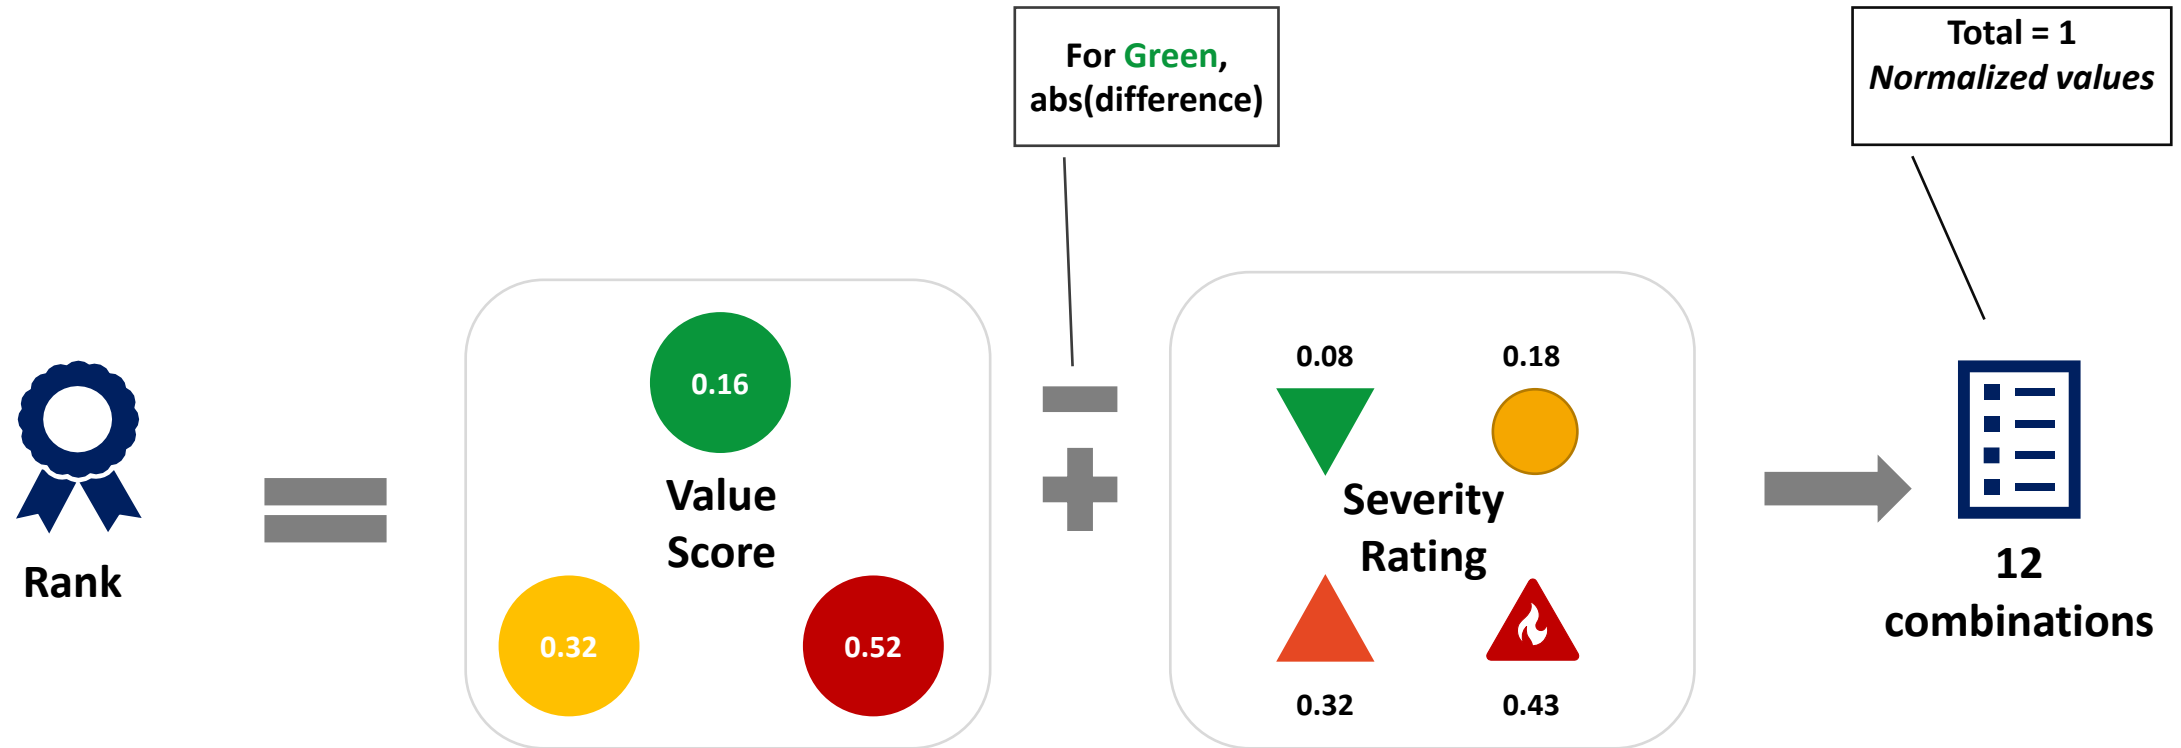 For Green,
abs(difference)
Total = 1
Normalized values
Rank
0.16
Value
Score
0.32
0.52
0.08
0.18
Severity
Rating
0.32
0.43
12
combinations